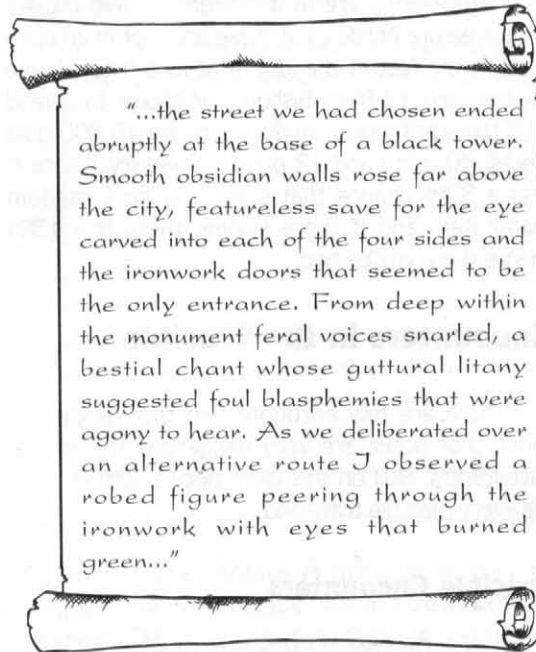 "...the street we had chosen ended
abruptly at the base of a black tower.
Smooth obsidian walls rose far above
the city, featureless save for the eye
carved into each of the four sides and
the ironwork doors that seemed to be
the only entrance. From deep within
the monument feral voices snarled, a
bestial chant whose guttural litany
suggested foul blasphemies that were
agony to hear. As we deliberated over
an alternative route I observed a
robed figure peering through the
ironwork with eyes that burned
green..."